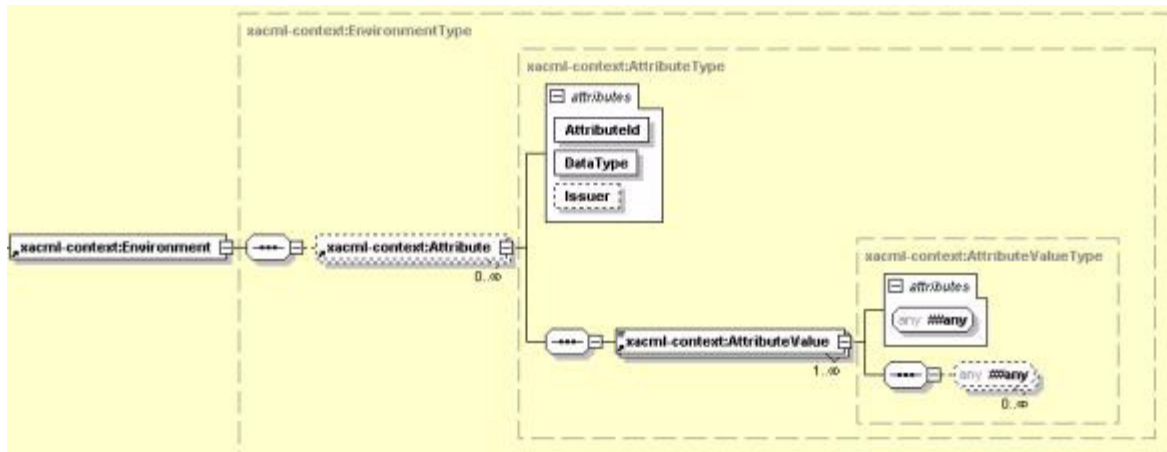 xacml-context:EnvironmentType
xacml-context:AttributeType
attributes
AttributeId
DataType
Issuer
xacml-context:Environment
xacml-context:Attribute
0..∞
xacml-context:AttributeValueType
attributes
any ##any
xacml-context:AttributeValue
1..∞
any ##any
0..∞